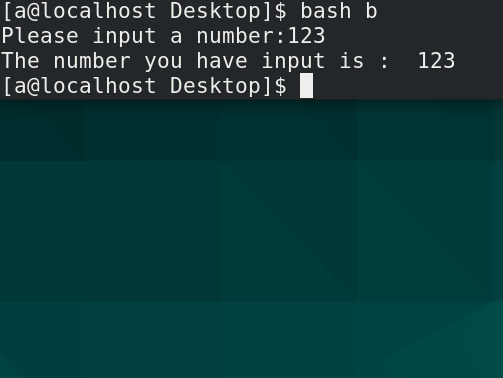 [a@localhost Desktop]$ bash b
Please input a number:123
The number you have input is :  123
[a@localhost Desktop]$